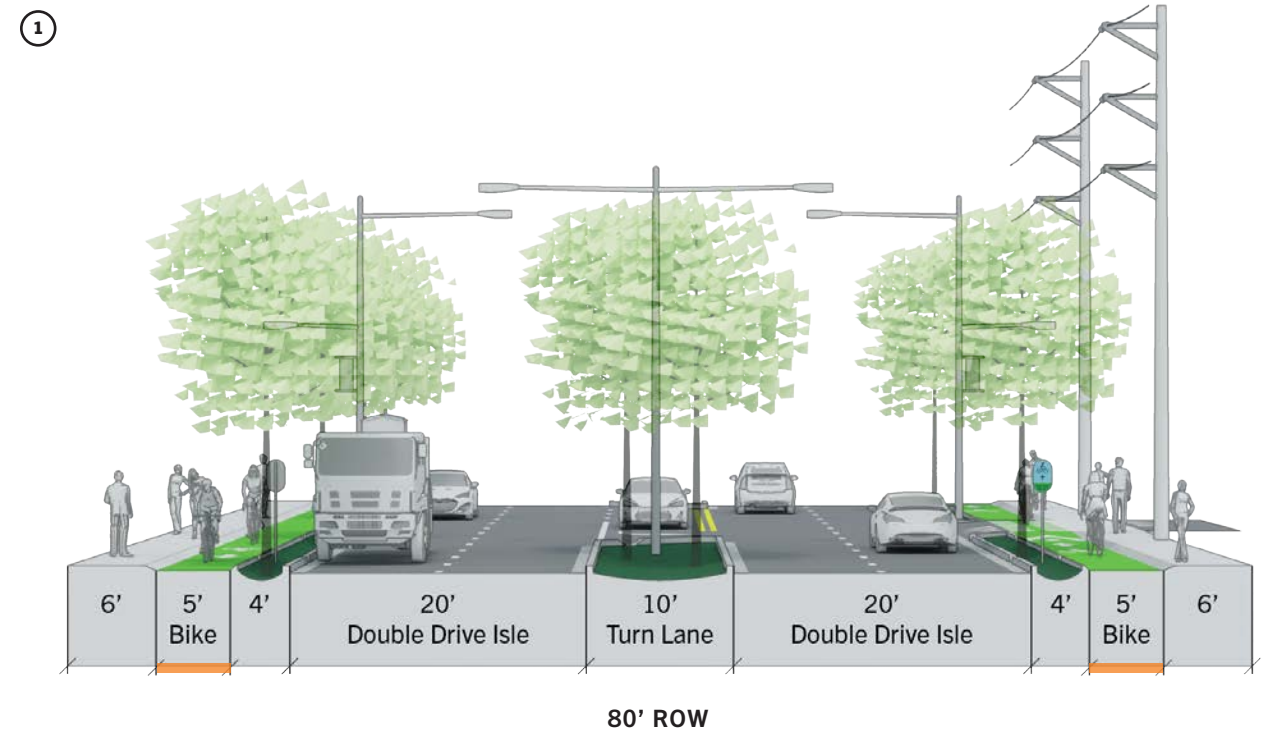 1
6’
5’
Bike
4’
20’
Double Drive Isle
10’
Turn Lane
20’
Double Drive Isle
4’
5’
Bike
6’
80’ ROW